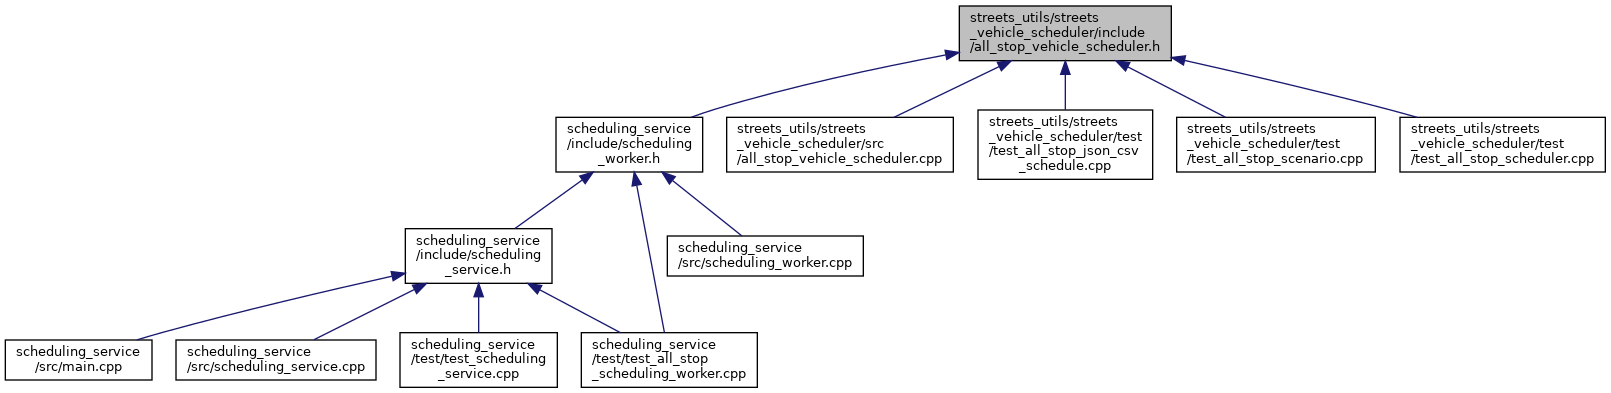 streets_utils/streets
_vehicle_scheduler/include
/all_stop_vehicle_scheduler.h
scheduling_service
/include/scheduling
_worker.h
streets_utils/streets
_vehicle_scheduler/src
/all_stop_vehicle_scheduler.cpp
streets_utils/streets
_vehicle_scheduler/test
/test_all_stop_json_csv
_schedule.cpp
streets_utils/streets
_vehicle_scheduler/test
/test_all_stop_scenario.cpp
streets_utils/streets
_vehicle_scheduler/test
/test_all_stop_scheduler.cpp
scheduling_service
/include/scheduling
_service.h
scheduling_service
/src/scheduling_worker.cpp
scheduling_service
/src/main.cpp
scheduling_service
/src/scheduling_service.cpp
scheduling_service
/test/test_scheduling
_service.cpp
scheduling_service
/test/test_all_stop
_scheduling_worker.cpp